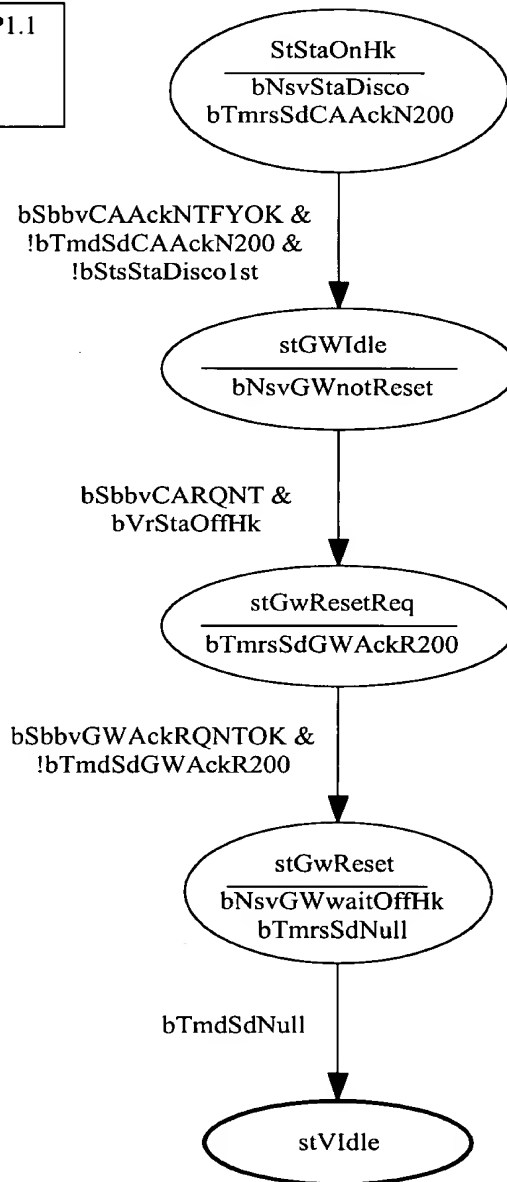 P1.1
StStaOnHk
bNsvStaDisco
bTmrsSdCAAckN200
bSbbvCAAckNTFYOK &
!bTmdSdCAAckN200 &
!bStsStaDisco1st
stGWIdle
bNsvGWnotReset
bSbbvCARQNT &
bVrStaOffHk
stGwResetReq
bTmrsSdGWAckR200
bSbbvGWAckRQNTOK &
!bTmdSdGWAckR200
stGwReset
bNsvGWwaitOffHk
bTmrsSdNull
bTmdSdNull
stVIdle